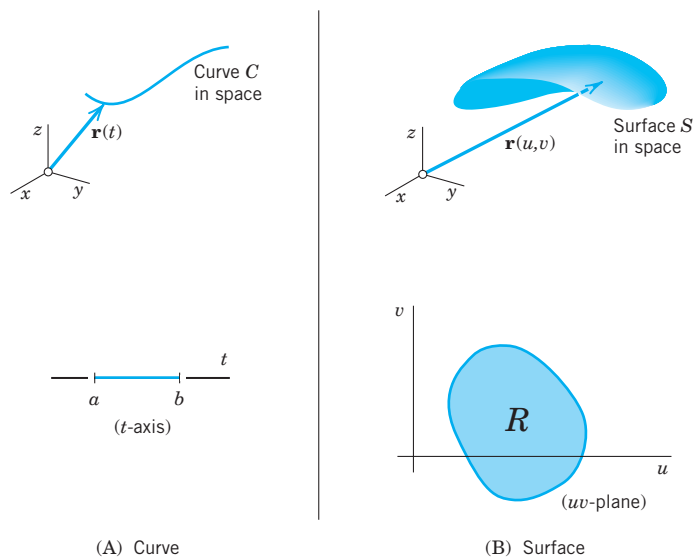 Curve C
in space
r(t)
z
x
y
t
a
b
(t-axis)
(A) Curve
Surface S
in space
r(u,v)
z
x
y
v
R
u
(uv-plane)
(B) Surface